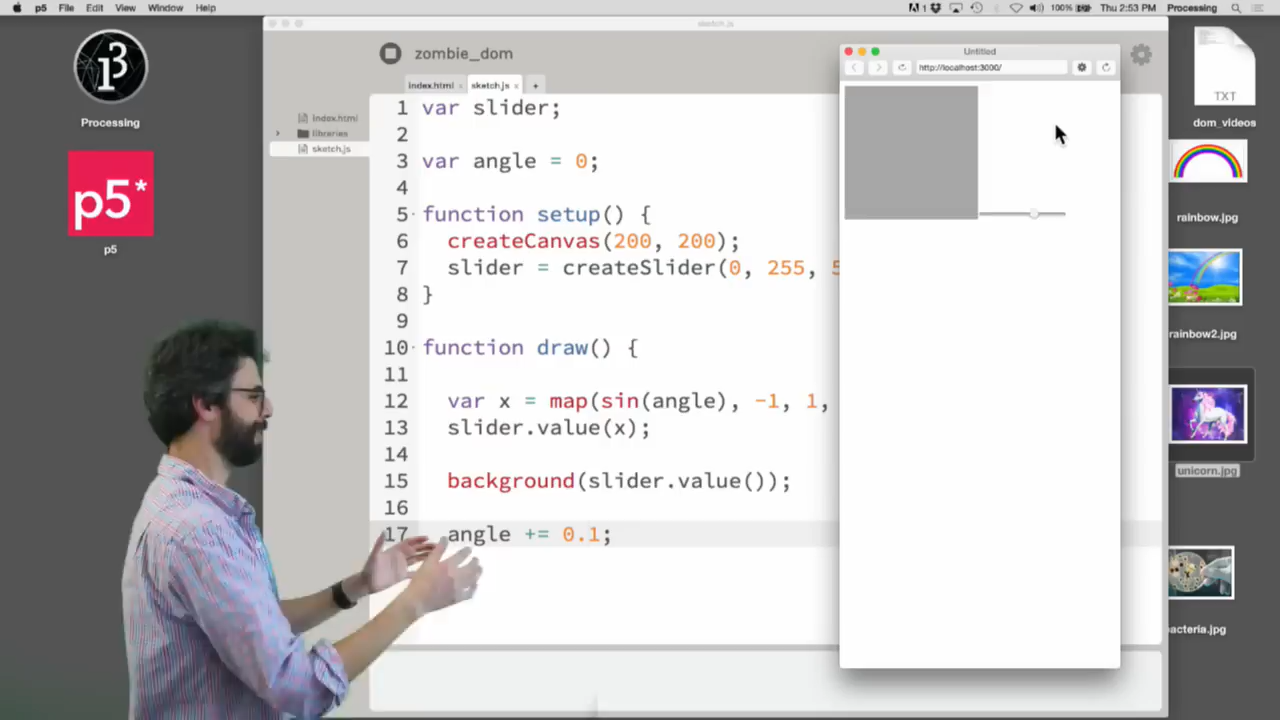 p5 File Edit View Window Help
1 100% Thu 2:53 PM Processing
sketch.js
zombie_dom
index.html sketch.js +
index.html
libraries
sketch.js
1 var slider;
2
3 var angle = 0;
4
5 function setup() {
6 createCanvas(200, 200);
7 slider = createSlider(0, 255, 5
8 }
9
10 function draw() {
11
12 var x = map(sin(angle), -1, 1,
13 slider.value(x);
14
15 background(slider.value());
16
17 angle += 0.1;
Untitled
http://localhost:3000/
Processing
p5*
p5
TXT
dom_videos
rainbow.jpg
rainbow2.jpg
unicorn.jpg
bacteria.jpg